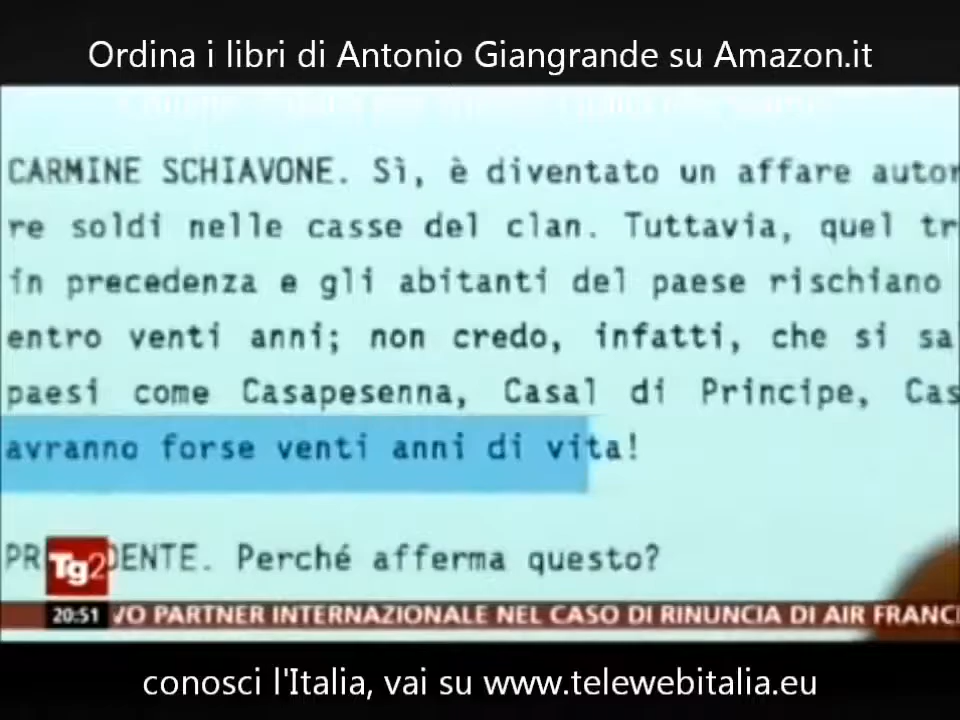 Ordina i libri di Antonio Giangrande su Amazon.it
CARMINE SCHIAVONE. Sì, è diventato un affare autor
re soldi nelle casse del clan. Tuttavia, quel tr
in precedenza e gli abitanti del paese rischiano
entro venti anni; non credo, infatti, che si sa
paesi come Casapesenna, Casal di Principe, Cas
avranno forse venti anni di vita!
PR DENTE. Perché afferma questo?
Tg2
20:51 VO PARTNER INTERNAZIONALE NEL CASO DI RINUNCIA DI AIR FRANC
conosci l'Italia, vai su www.telewebitalia.eu